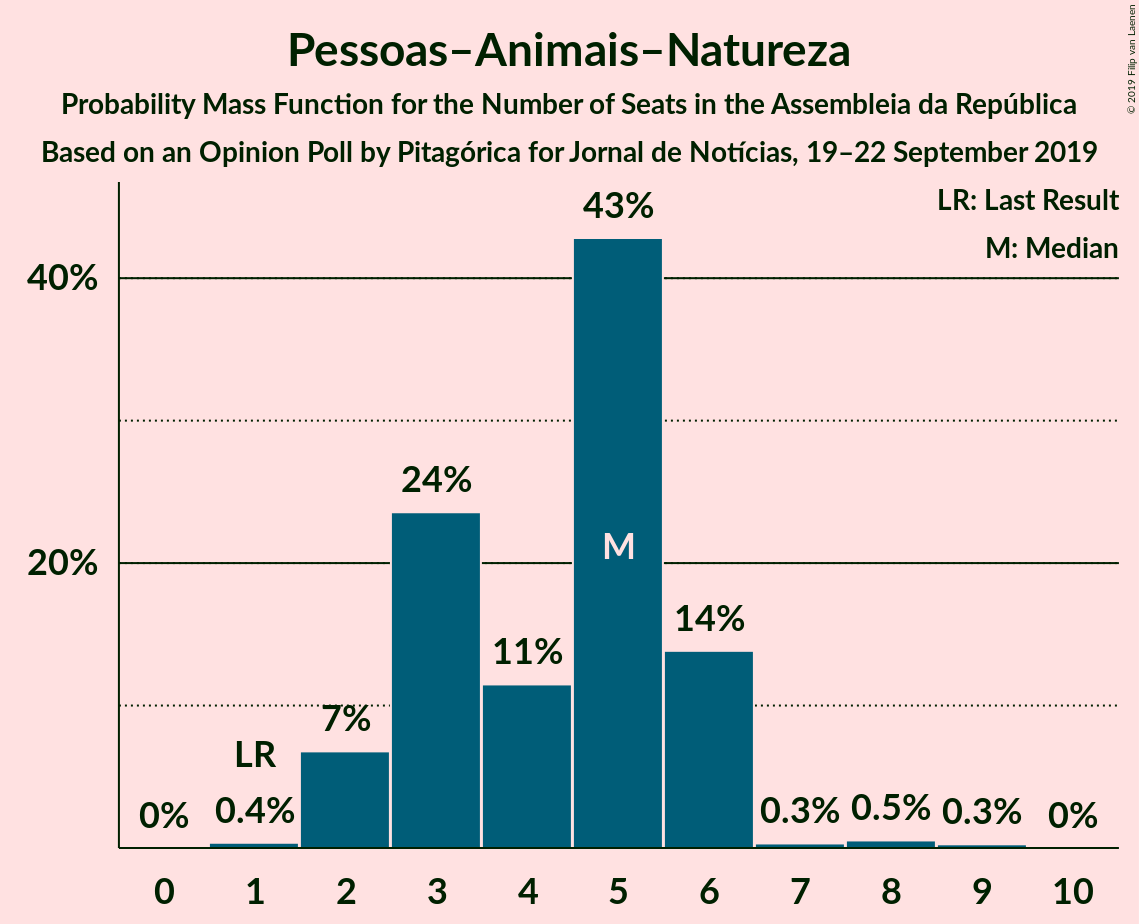 Pessoas–Animais–Natureza
Probability Mass Function for the Number of Seats in the Assembleia da República
Based on an Opinion Poll by Pitagórica for Jornal de Notícias, 19–22 September 2019
© 2019 Filip van Laenen
LR: Last Result
M: Median
40%
20%
0%
LR
0.4%
7%
24%
11%
43%
M
14%
0.3%
0.5%
0.3%
0%
0 1 2 3 4 5 6 7 8 9 10